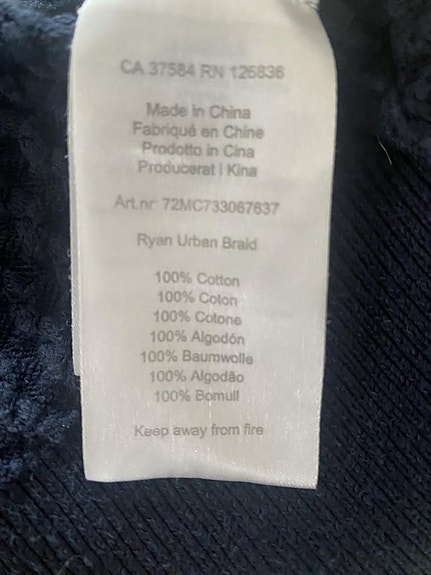 CA 37584 RN 126836
Made in China
Fabriqué en Chine
Prodotto in Cina
Producerat i Kina
Art.nr 72MC733067637
Ryan Urban Braid
100% Cotton
100% Coton
100% Cotone
100% Algodón
100% Baumwolle
100% Algodão
100% Bomull
Keep away from fire